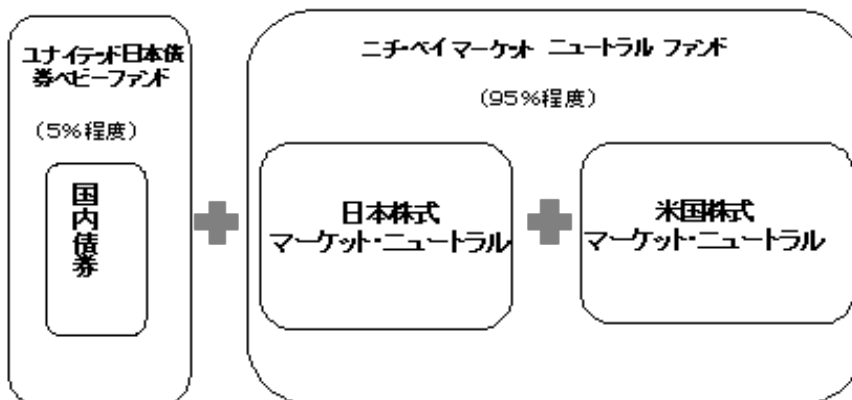 ユナイテッド日本債
券ベビーファンド
(5%程度)
国
内
債
券
ニチ・ベイ マーケット ニュートラル ファンド
(95%程度)
日本株式
マーケット・ニュートラル
米国株式
マーケット・ニュートラル